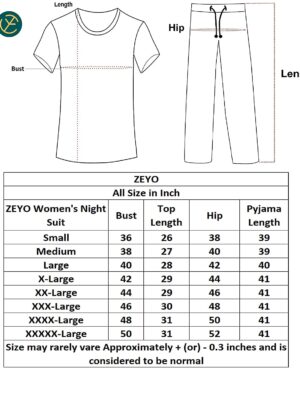 Hip
Bust
Len
ZEYO
All Size in Inch
ZEYO Women's Night Suit Bust Top Length Hip Pyjama Length
Small 36 26 38 39
Medium 38 27 40 39
Large 40 28 42 40
X-Large 42 29 44 41
XX-Large 44 29 46 41
XXX-Large 46 30 48 41
XXXX-Large 48 31 50 41
XXXXX-Large 50 31 52 41
Size may rarely vare Approximately + (or) - 0.3 inches and is
considered to be normal